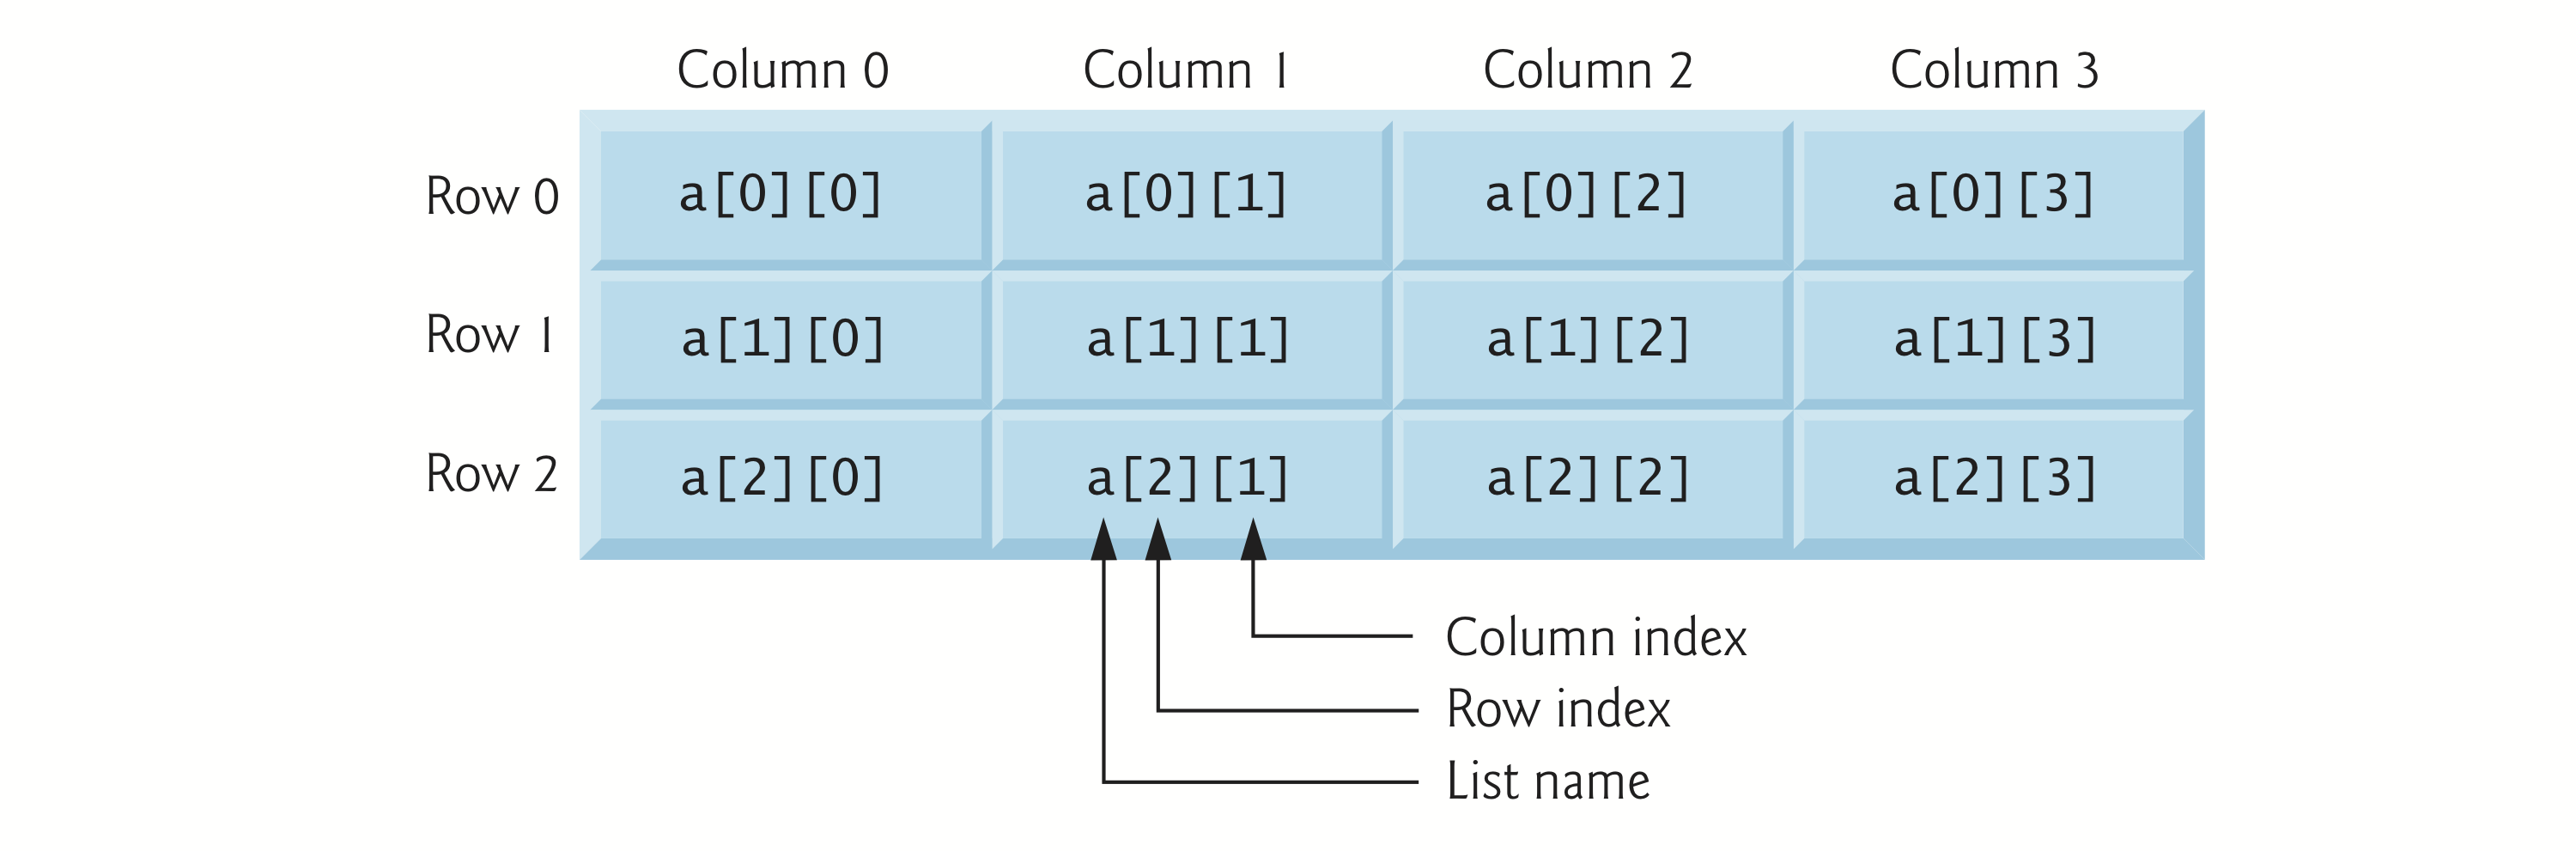 Column 0 Column 1 Column 2 Column 3
Row 0 a[0][0] a[0][1] a[0][2] a[0][3]
Row 1 a[1][0] a[1][1] a[1][2] a[1][3]
Row 2 a[2][0] a[2][1] a[2][2] a[2][3]
Column index
Row index
List name